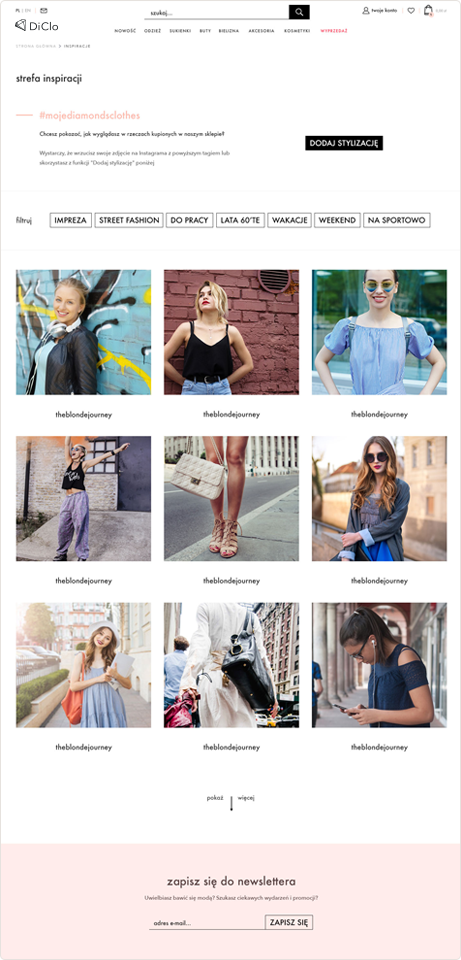 PL | EN
szukaj...
twoje konto
DiClo
NOWOŚĆ ODZIEŻ SUKIENKI BUTY BIELIZNA AKCESORIA KOSMETYKI WYPRZEDAŻ
STRONA GŁÓWNA > INSPIRACJE
strefa inspiracji
#mojediamondsclothes
Chcesz pokazać, jak wyglądasz w rzeczach kupionych w naszym sklepie?
DODAJ STYLIZACJĘ
Wystarczy, że wrzucisz swoje zdjęcie na Instagrama z powyższym tagiem lub
skorzystasz z funkcji "Dodaj stylizację" poniżej
filtruj IMPREZA STREET FASHION DO PRACY LATA 60'TE WAKACJE WEEKEND NA SPORTOWO
theblondejourney theblondejourney theblondejourney
theblondejourney theblondejourney theblondejourney
theblondejourney theblondejourney theblondejourney
pokaż więcej
zapisz się do newslettera
Uwielbiasz bawić się modą? Szukasz ciekawych wydarzeń i promocji?
adres e-mail... ZAPISZ SIĘ